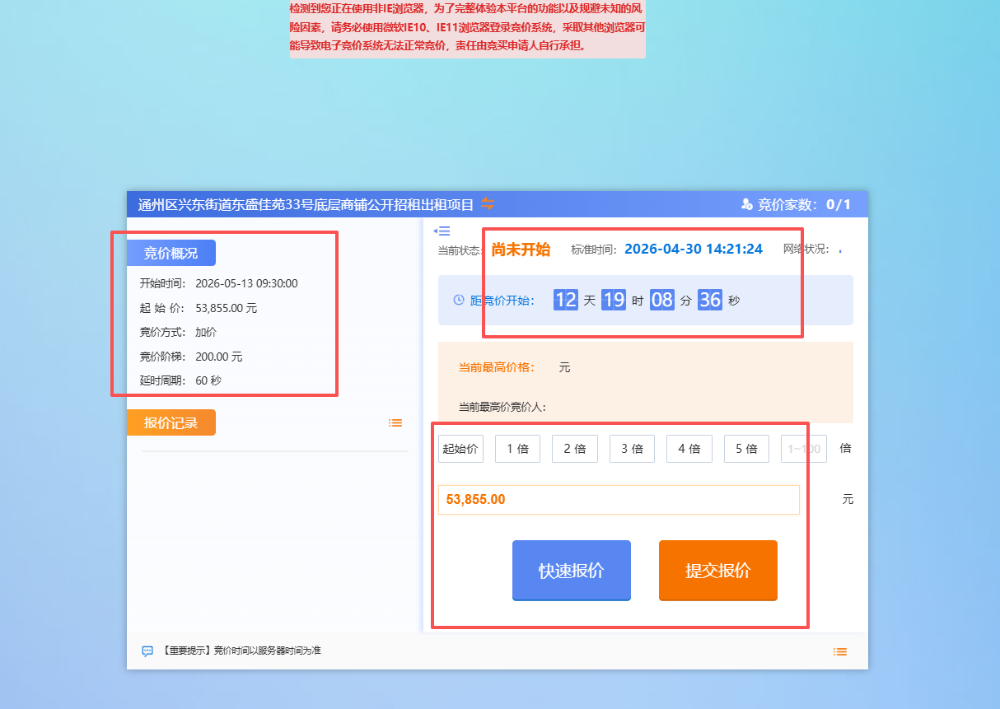 检测到您正在使用非IE浏览器，为了完整体验本平台的功能以及规避未知的风
险因素，请务必使用微软IE10、IE11浏览器登录竞价系统，采取其他浏览器可
能导致电子竞价系统无法正常竞价，责任由竞买申请人自行承担。
通州区兴东街道东盛佳苑33号底层商铺公开招租出租项目
竞价家数：0/1
竞价概况
开始时间： 2026-05-13 09:30:00
起 始 价： 53,855.00 元
竞价方式： 加价
竞价阶梯： 200.00 元
延时周期： 60 秒
报价记录
当前状态: 尚未开始 标准时间: 2026-04-30 14:21:24 网络状况:
距竞价开始: 12 天 19 时 08 分 36 秒
当前最高价格: 元
当前最高价竞价人:
起始价 1 倍 2 倍 3 倍 4 倍 5 倍 1~100 倍
53,855.00 元
快速报价 提交报价
【重要提示】竞价时间以服务器时间为准